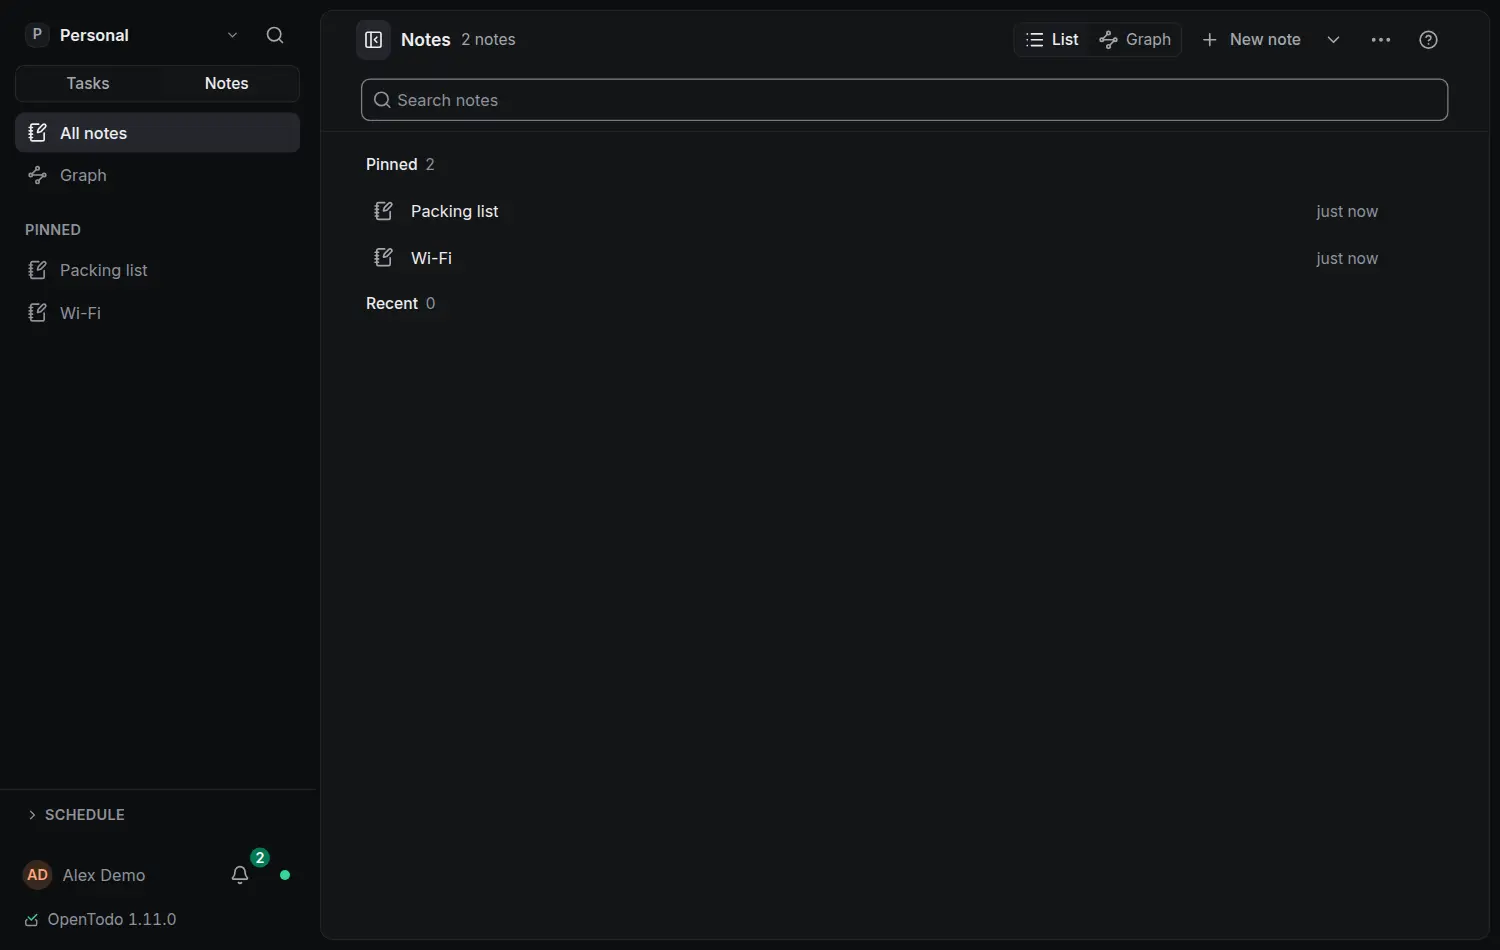 P Personal
Tasks Notes
All notes
Graph
PINNED
Packing list
Wi-Fi
SCHEDULE
AD Alex Demo 2
OpenTodo 1.11.0
Notes 2 notes
List Graph New note
Search notes
Pinned 2
Packing list just now
Wi-Fi just now
Recent 0